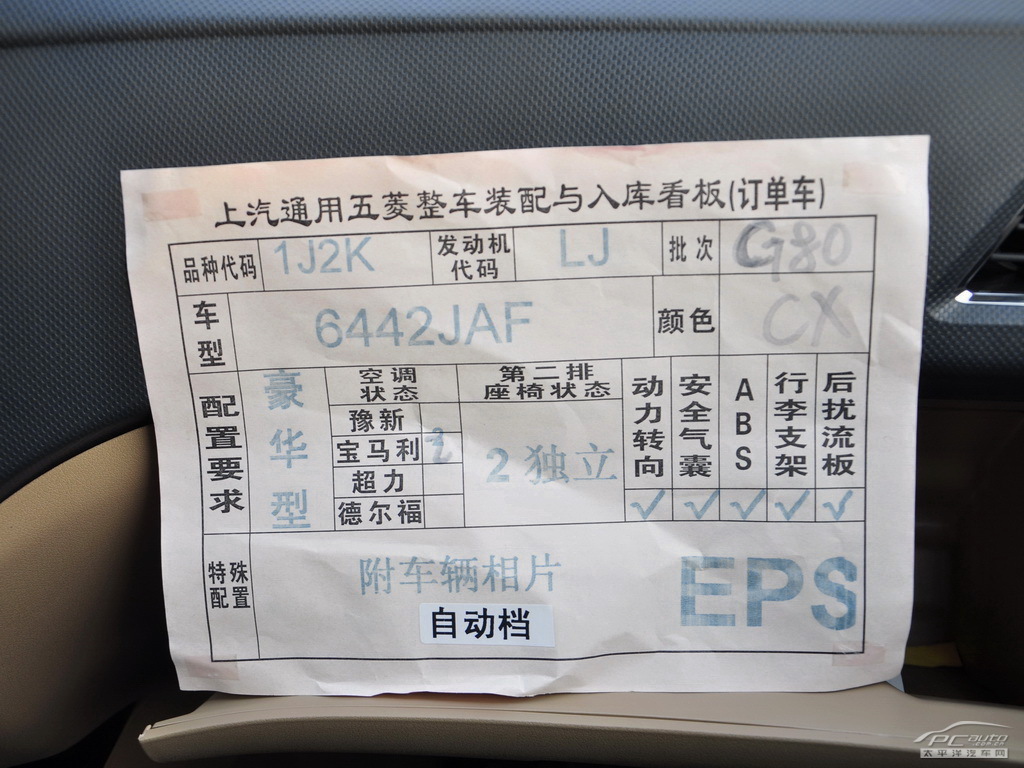 上汽通用五菱整车装配与入库看板(订单车)
品种代码 1J2K 发动机代码 LJ 批次 G80
车型 6442JAF 颜色 CX
配置要求 豪华型 空调状态 第二排座椅状态 动力转向 安全气囊 ABS 行李支架 后扰流板
豫新
宝马利 2 2 独立
超力
德尔福 √ √ √ √ √
特殊配置 附车辆相片 EPS
自动档
PCauto
.com.cn
太平洋汽车网